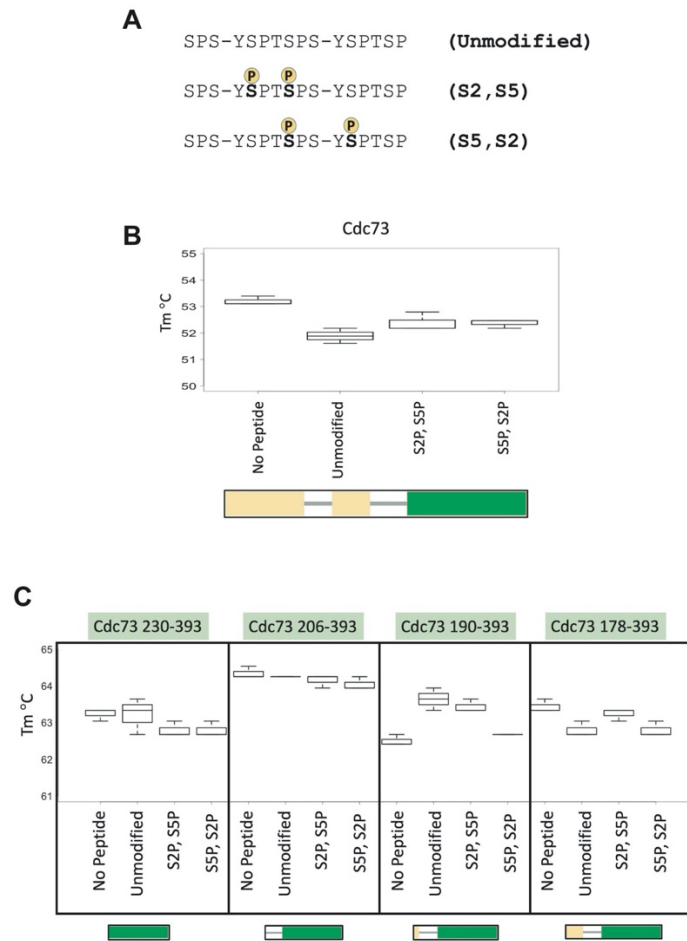 A
SPS-YSPTSPS-YSPTSP (Unmodified)
P P
SPS-YSPTSPS-YSPTSP (S2,S5)
P P
SPS-YSPTSPS-YSPTSP (S5,S2)
B
Cdc73
Tm °C
55
54
53
52
51
50
No Peptide
Unmodified
S2P, S5P
S5P, S2P
C
Cdc73 230-393 Cdc73 206-393 Cdc73 190-393 Cdc73 178-393
Tm °C
65
64
63
62
61
No Peptide
Unmodified
S2P, S5P
S5P, S2P
No Peptide
Unmodified
S2P, S5P
S5P, S2P
No Peptide
Unmodified
S2P, S5P
S5P, S2P
No Peptide
Unmodified
S2P, S5P
S5P, S2P